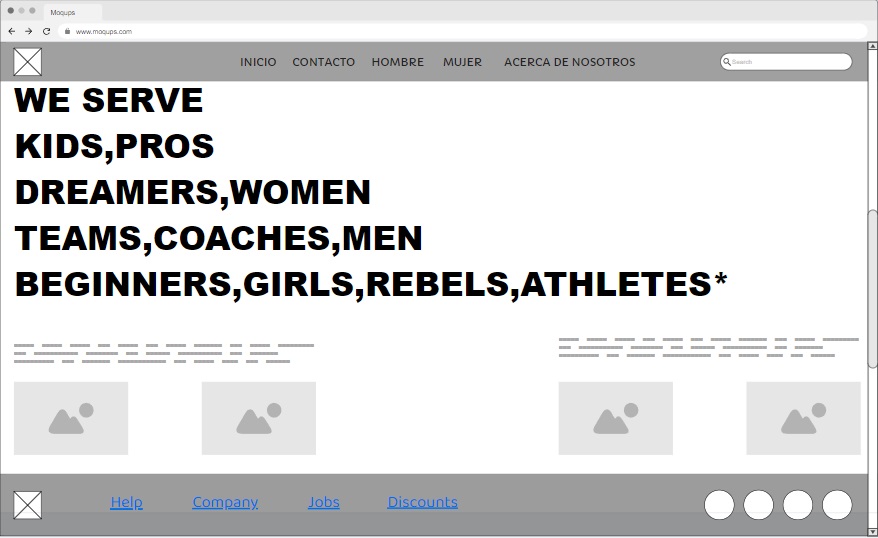 Moqups
www.moqups.com
INICIO CONTACTO HOMBRE MUJER ACERCA DE NOSOTROS Search
WE SERVE
KIDS,PROS
DREAMERS,WOMEN
TEAMS,COACHES,MEN
BEGINNERS,GIRLS,REBELS,ATHLETES*
Help Company Jobs Discounts